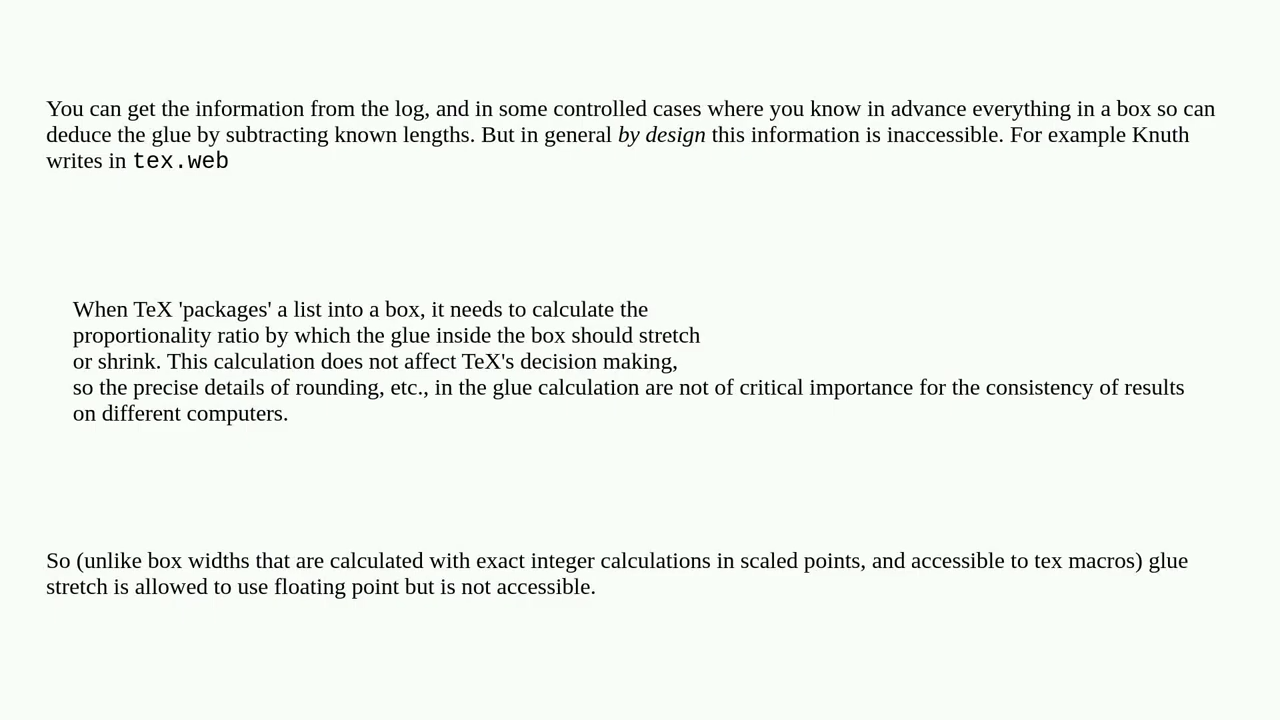 You can get the information from the log, and in some controlled cases where you know in advance everything in a box so can
deduce the glue by subtracting known lengths. But in general by design this information is inaccessible. For example Knuth
writes in tex.web
When TeX 'packages' a list into a box, it needs to calculate the
proportionality ratio by which the glue inside the box should stretch
or shrink. This calculation does not affect TeX's decision making,
so the precise details of rounding, etc., in the glue calculation are not of critical importance for the consistency of results
on different computers.
So (unlike box widths that are calculated with exact integer calculations in scaled points, and accessible to tex macros) glue
stretch is allowed to use floating point but is not accessible.